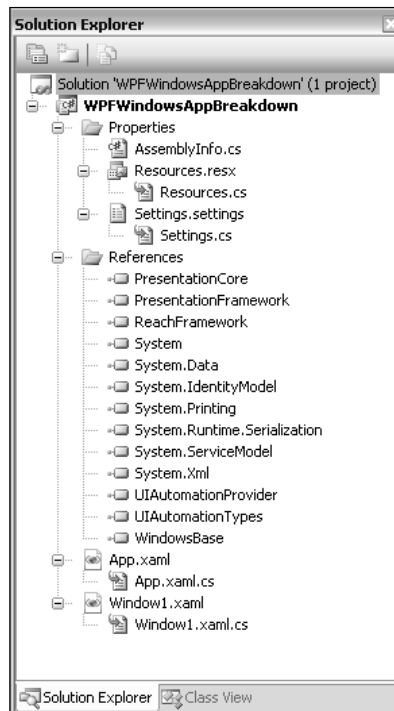 Solution Explorer
Solution 'WPFWindowsAppBreakdown' (1 project)
WPFWindowsAppBreakdown
Properties
AssemblyInfo.cs
Resources.resx
Resources.cs
Settings.settings
Settings.cs
References
PresentationCore
PresentationFramework
ReachFramework
System
System.Data
System.IdentityModel
System.Printing
System.Runtime.Serialization
System.ServiceModel
System.Xml
UIAutomationProvider
UIAutomationTypes
WindowsBase
App.xaml
App.xaml.cs
Window1.xaml
Window1.xaml.cs
Solution Explorer Class View